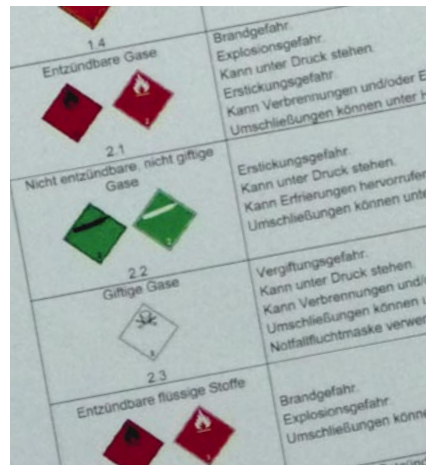 1.4
Entzündbare Gase
2.1
Brandgefahr.
Explosionsgefahr.
Kann unter Druck stehen.
Erstickungsgefahr.
Kann Verbrennungen und/oder E
Umschließungen können unter H
Nicht entzündbare, nicht giftige
Gase
2.2
Erstickungsgefahr.
Kann unter Druck stehen.
Kann Erfrierungen hervorrufen
Umschließungen können unte
Giftige Gase
2.3
Vergiftungsgefahr.
Kann unter Druck stehen.
Kann Verbrennungen und/
Umschließungen können u
Notfallfluchtmaske verwen
Entzündbare flüssige Stoffe
Brandgefahr.
Explosionsgefahr.
Umschließungen könne